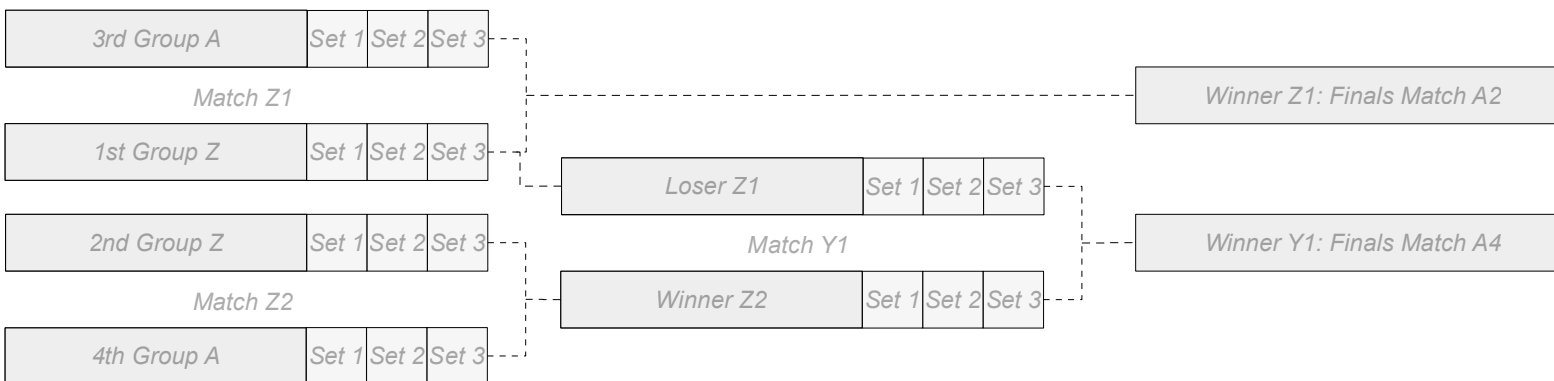 3rd Group A Set 1 Set 2 Set 3
Match Z1
1st Group Z Set 1 Set 2 Set 3
2nd Group Z Set 1 Set 2 Set 3
Match Z2
4th Group A Set 1 Set 2 Set 3
Loser Z1 Set 1 Set 2 Set 3
Match Y1
Winner Z2 Set 1 Set 2 Set 3
Winner Z1: Finals Match A2
Winner Y1: Finals Match A4